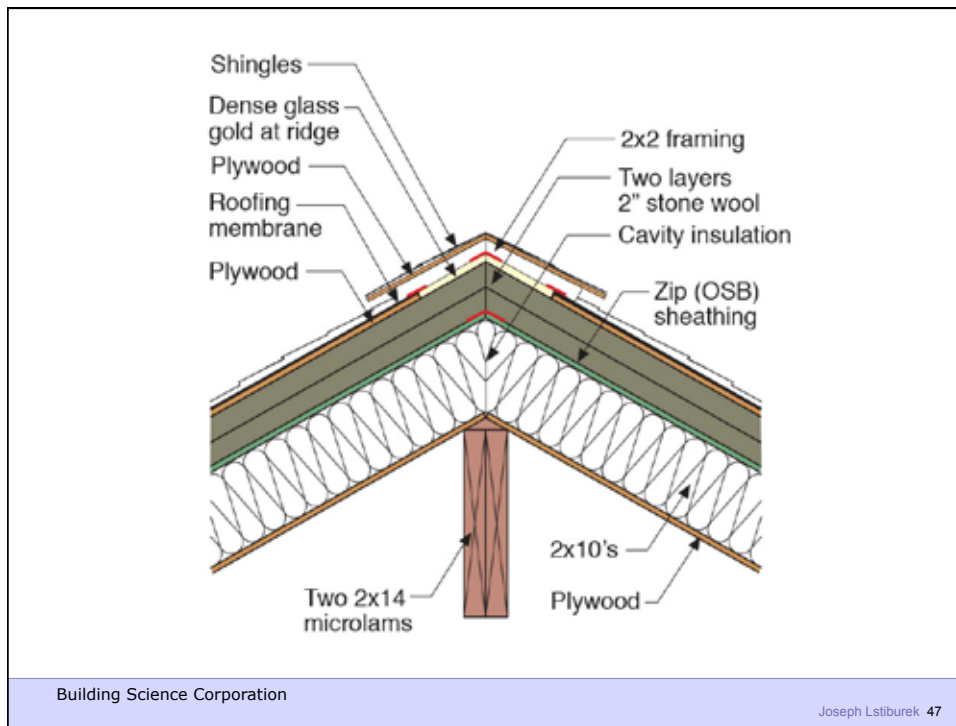 Shingles
Dense glass
gold at ridge
Plywood
Roofing
membrane
Plywood
2x2 framing
Two layers
2" stone wool
Cavity insulation
Zip (OSB)
sheathing
2x10's
Plywood
Two 2x14
microlams
Building Science Corporation
Joseph Lstiburek 47